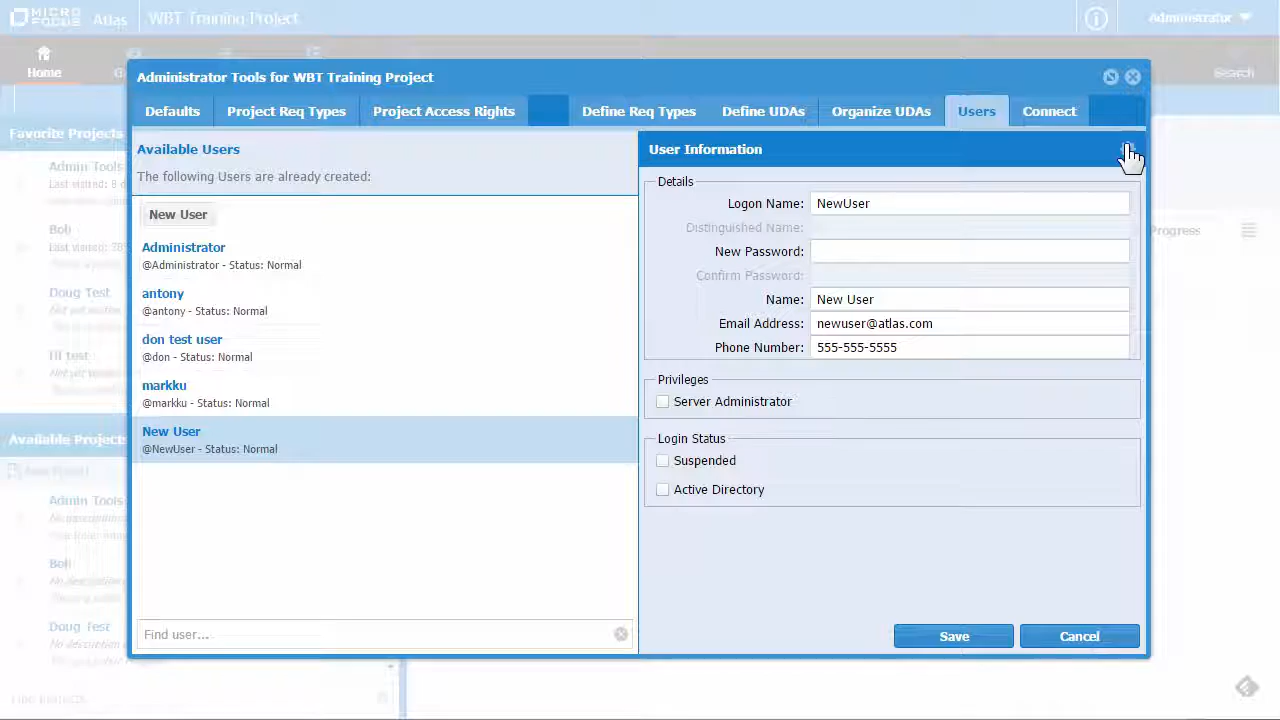 MICRO FOCUS Atlas WBT Training Project Administrator
Home Search
Administrator Tools for WBT Training Project
Defaults Project Req Types Project Access Rights Define Req Types Define UDAs Organize UDAs Users Connect
Favorite Projects
Available Users
The following Users are already created:
New User
Administrator
@Administrator - Status: Normal
antony
@antony - Status: Normal
don test user
@don - Status: Normal
markku
@markku - Status: Normal
New User
@NewUser - Status: Normal
Find user...
User Information
Details
Logon Name: NewUser
Distinguished Name:
New Password:
Confirm Password:
Name: New User
Email Address: newuser@atlas.com
Phone Number: 555-555-5555
Privileges
Server Administrator
Login Status
Suspended
Active Directory
Save Cancel
Admin Tools
Last visited: 8
Bob
Last visited:
Doug Test
test
Available Projects
Admin Tools
No description
Bob
Doug Test
No description
Progress